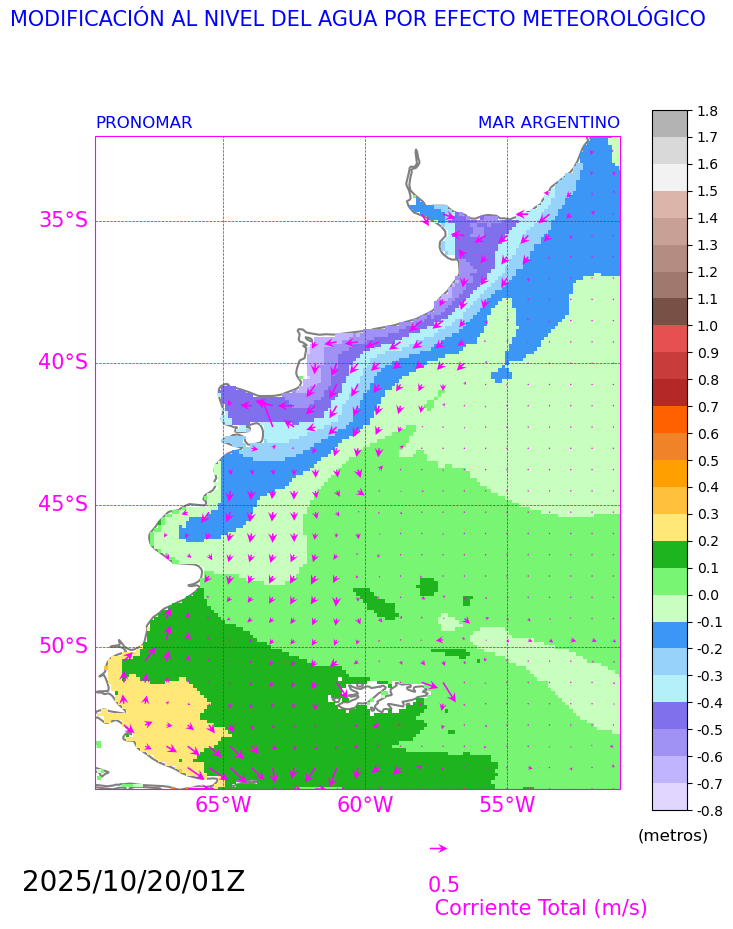 MODIFICACIÓN AL NIVEL DEL AGUA POR EFECTO METEOROLÓGICO
PRONOMAR
MAR ARGENTINO
1.8
1.7
1.6
1.5
1.4
1.3
1.2
1.1
1.0
0.9
0.8
0.7
0.6
0.5
0.4
0.3
0.2
0.1
0.0
-0.1
-0.2
-0.3
-0.4
-0.5
-0.6
-0.7
-0.8
(metros)
35°S
40°S
45°S
50°S
65°W
60°W
55°W
2025/10/20/01Z
0.5
Corriente Total (m/s)